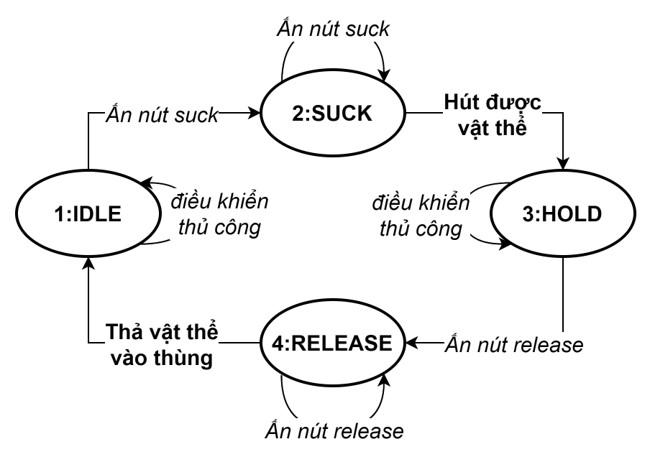 Ấn nút suck
2:SUCK
Ấn nút suck
Hút được
vật thể
1:IDLE
điều khiển
thủ công
điều khiển
thủ công
3:HOLD
Thả vật thể
vào thùng
4:RELEASE
Ấn nút release
Ấn nút release